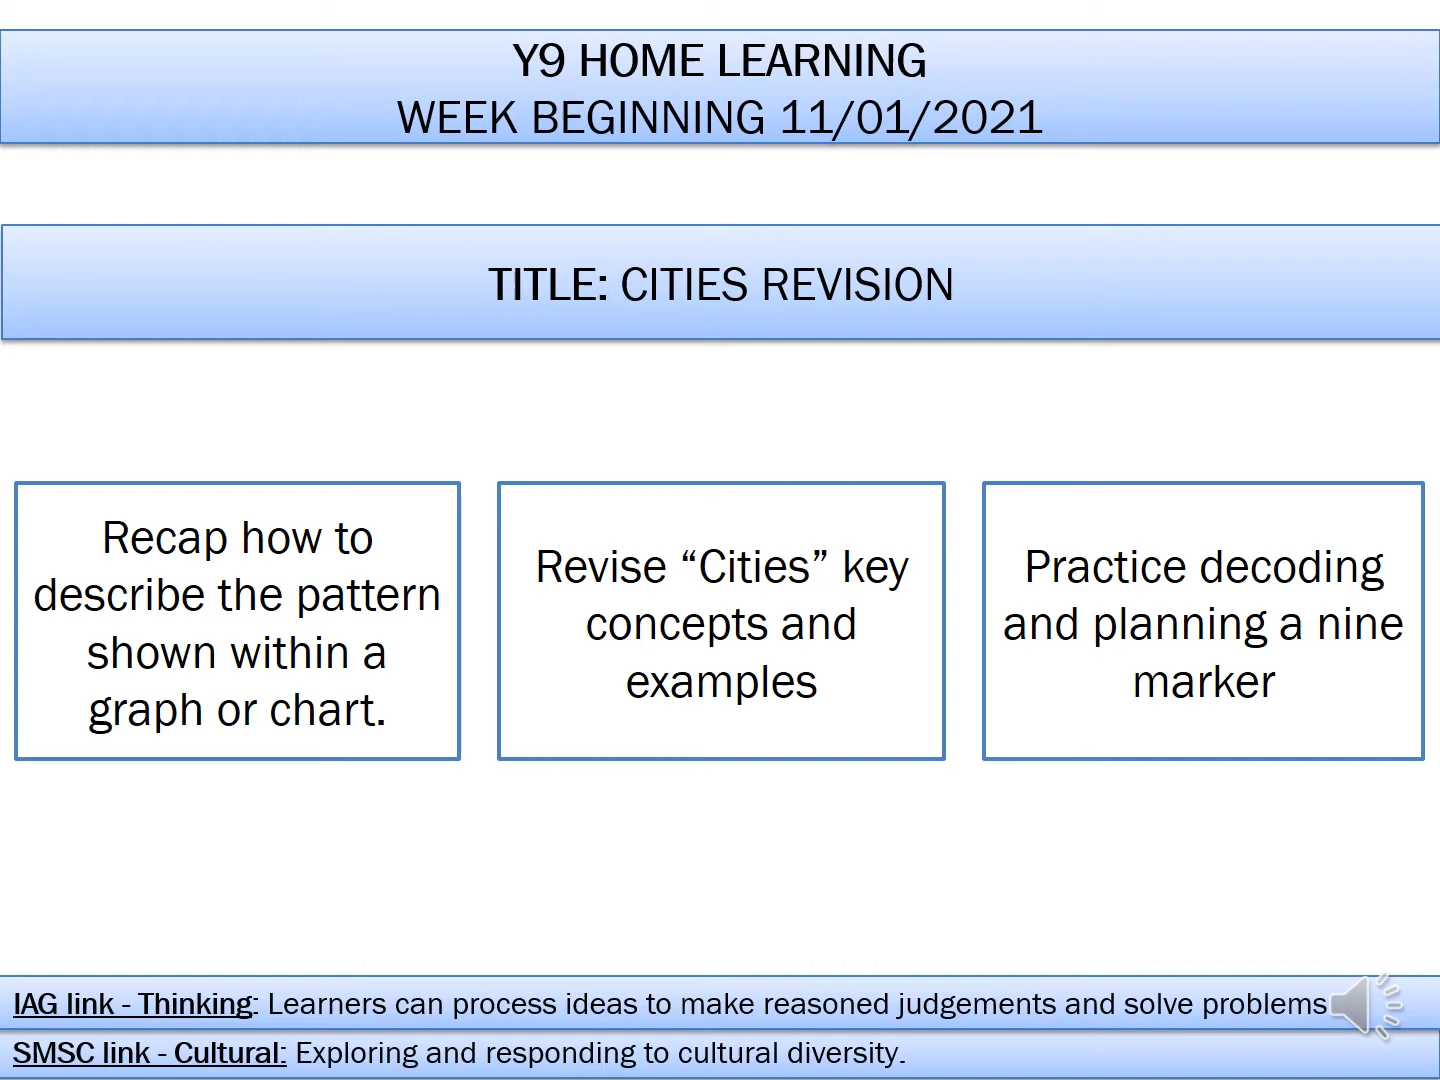 Y9 HOME LEARNING
WEEK BEGINNING 11/01/2021
TITLE: CITIES REVISION
Recap how to
describe the pattern
shown within a
graph or chart.
Revise “Cities” key
concepts and
examples
Practice decoding
and planning a nine
marker
IAG link - Thinking: Learners can process ideas to make reasoned judgements and solve problems
SMSC link - Cultural: Exploring and responding to cultural diversity.